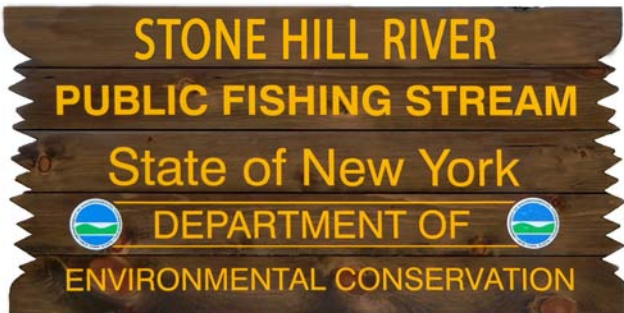 STONE HILL RIVER
PUBLIC FISHING STREAM
State of New York
DEPARTMENT OF
ENVIRONMENTAL CONSERVATION